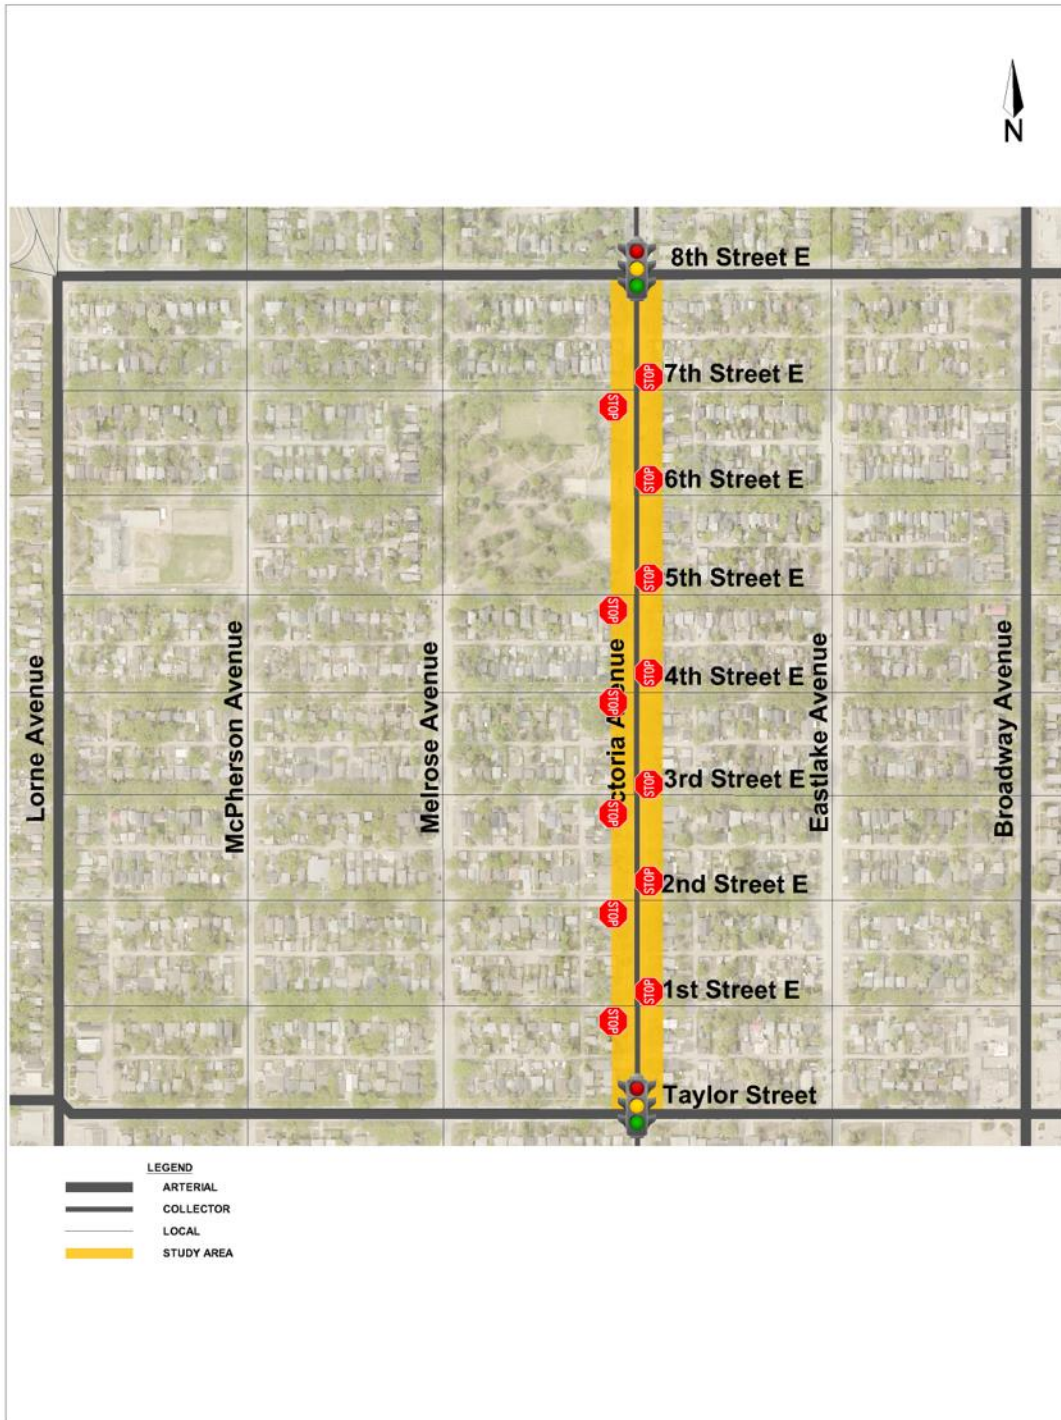 N
8th Street E
STOP
7th Street E
STOP
STOP
6th Street E
STOP
5th Street E
STOP
Lorne Avenue
McPherson Avenue
Melrose Avenue
ctoria Avenue
STOP
4th Street E
STOP
Eastlake Avenue
Broadway Avenue
STOP
3rd Street E
STOP
STOP
2nd Street E
STOP
STOP
1st Street E
STOP
Taylor Street
LEGEND
ARTERIAL
COLLECTOR
LOCAL
STUDY AREA